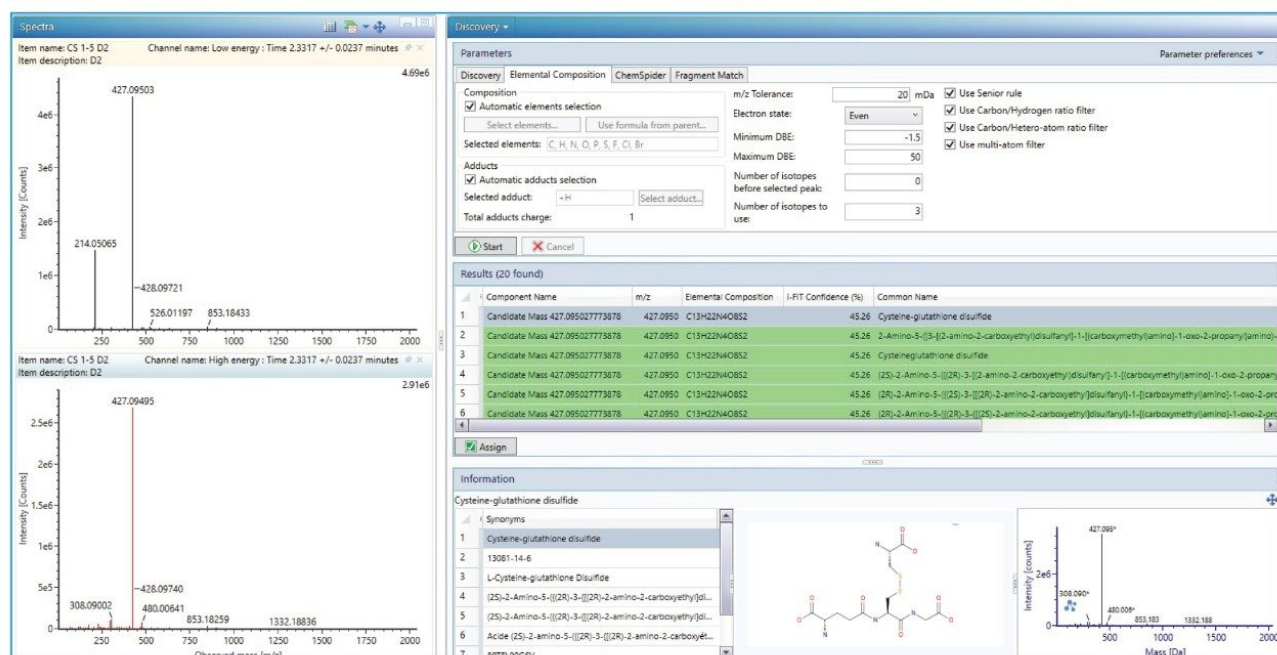 Spectra
Item name: CS 1-5 D2 Channel name: Low energy : Time 2.3317 +/- 0.0237 minutes
Item description: D2
4.69e6
427.09503
4e6
3e6
Intensity [Counts]
2e6
214.05065
1e6
428.09721
526.01197
853.18433
0
250 500 750 1000 1250 1500 1750 2000
Item name: CS 1-5 D2 Channel name: High energy : Time 2.3317 +/- 0.0237 minutes
Item description: D2
2.91e6
427.09495
2.5e6
2e6
1.5e6
Intensity [Counts]
1e6
5e5
428.09740
308.09002
480.00641
853.18259
1332.18836
0
250 500 750 1000 1250 1500 1750 2000
Observed mass [m/z]
Discovery
Parameters
Parameter preferences
Discovery Elemental Composition ChemSpider Fragment Match
Composition
Automatic elements selection
Select elements... Use formula from parent...
Selected elements: C, H, N, O, P, S, F, Cl, Br
Adducts
Automatic adducts selection
Selected adduct: +H Select adduct...
Total adducts charge: 1
m/z Tolerance: 20 mDa
Electron state: Even
Minimum DBE: -1.5
Maximum DBE: 50
Number of isotopes before selected peak: 0
Number of isotopes to use: 3
Use Senior rule
Use Carbon/Hydrogen ratio filter
Use Carbon/Hetero-atom ratio filter
Use multi-atom filter
Start Cancel
Results (20 found)
Component Name m/z Elemental Composition I-FIT Confidence (%) Common Name
1 Candidate Mass 427.095027773878 427.0950 C13H22N4O8S2 45.26 Cysteine-glutathione disulfide
2 Candidate Mass 427.095027773878 427.0950 C13H22N4O8S2 45.26 2-Amino-5-((3-[(2-amino-2-carboxyethyl)disulfanyl]-1-[(carboxymethyl)amino]-1-oxo-2-propanyl]amino)-
3 Candidate Mass 427.095027773878 427.0950 C13H22N4O8S2 45.26 Cysteineglutathione disulfide
4 Candidate Mass 427.095027773878 427.0950 C13H22N4O8S2 45.26 (2S)-2-Amino-5-(((2R)-3-[(2-amino-2-carboxyethyl)disulfanyl]-1-[(carboxymethyl)amino]-1-oxo-2-propany
5 Candidate Mass 427.095027773878 427.0950 C13H22N4O8S2 45.26 (2R)-2-Amino-5-(((2S)-3-[[(2R)-2-amino-2-carboxyethyl]disulfanyl]-1-[(carboxymethyl)amino]-1-oxo-2-pro
6 Candidate Mass 427.095027773878 427.0950 C13H22N4O8S2 45.26 (2R)-2-Amino-5-(((2R)-3-[[(2S)-2-amino-2-carboxyethyl]disulfanyl]-1-[(carboxymethyl)amino]-1-oxo-2-pro
Assign
Information
Cysteine-glutathione disulfide
Synonyms
1 Cysteine-glutathione disulfide
2 13081-14-6
3 L-Cysteine-glutathione Disulfide
4 (2S)-2-Amino-5-(((2R)-3-[[(2R)-2-amino-2-carboxyethyl]di...
5 (2S)-2-amino-5-(((2R)-3-[[(2R)-2-amino-2-carboxyethyl]di...
6 Acide (2S)-2-amino-5-(((2R)-3-[[(2R)-2-amino-2-carboxyét...
7
N O O
S
S
O O N O
O N O N O
427.095*
Intensity [counts]
2e6
308.090*
480.006*
853.183
1332.188
0
500 1000 1500 2000
Mass [Da]